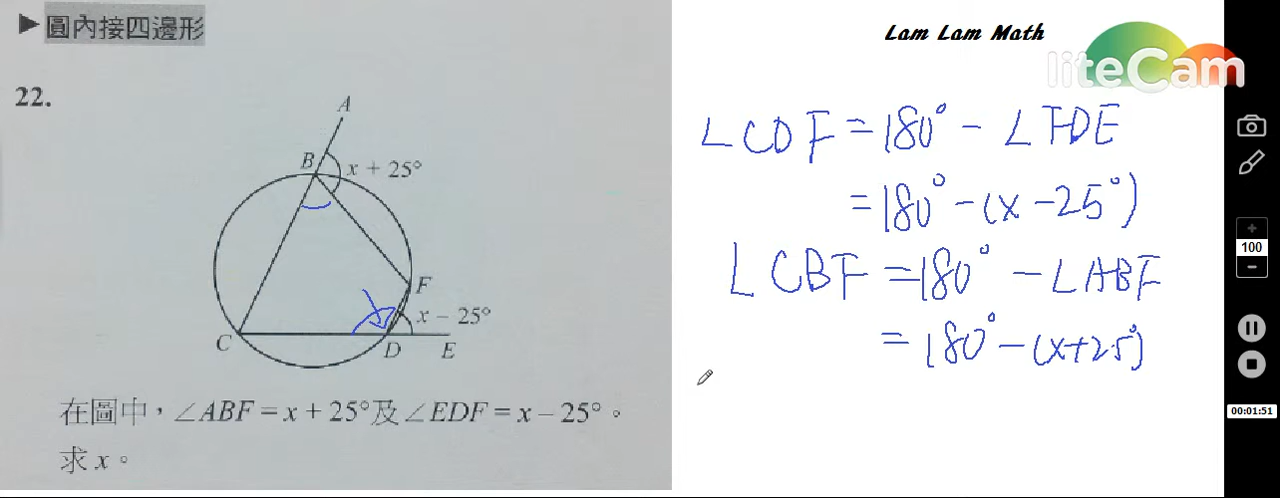 ▶圓內接四邊形
22.
A
B
x + 25°
F
x – 25°
C
D
E
在圖中，∠ABF = x + 25°及∠EDF = x – 25°。
求 x。
Lam Lam Math
liteCam
∠CDF = 180° – ∠FDE
= 180° – (x – 25°)
∠CBF = 180° – ∠ABF
= 180° – (x + 25°)
+
100
–
00:01:51